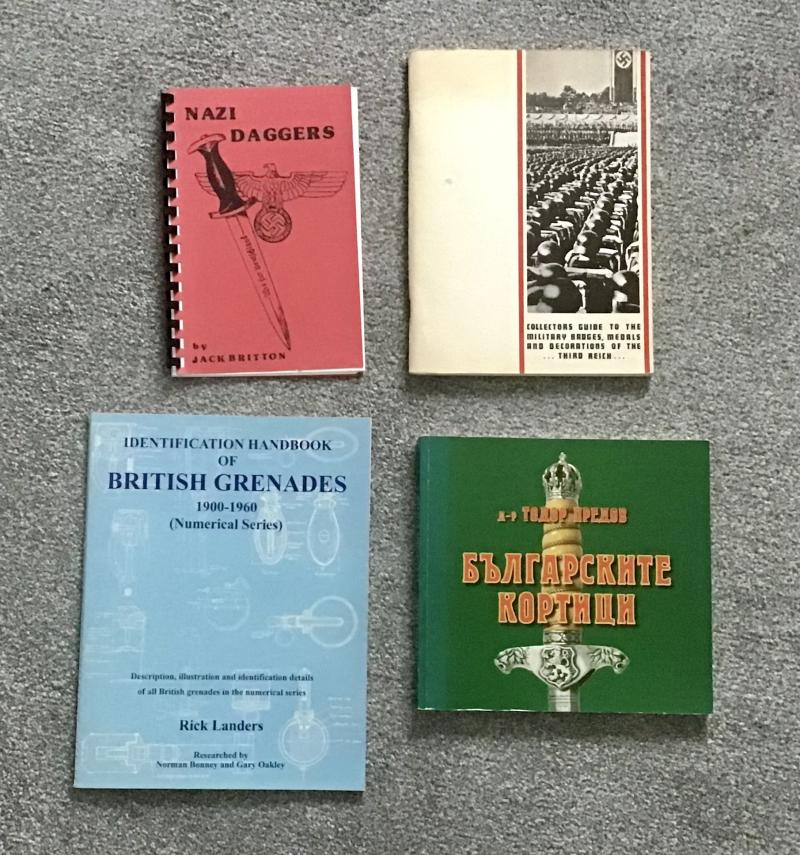 NAZI
DAGGERS
by
JACK BRITTON
COLLECTORS GUIDE TO THE
MILITARY BADGES, MEDALS
AND DECORATIONS OF THE
... THIRD REICH ...
IDENTIFICATION HANDBOOK
OF
BRITISH GRENADES
1900-1960
(Numerical Series)
Description, illustration and identification details
of all British grenades in the numerical series
Rick Landers
Researched by
Norman Bonney and Gary Oakley
Д-р ТОДОР ПРЕМОВ
БЪЛГАРСКИТЕ
КОРТИЦИ